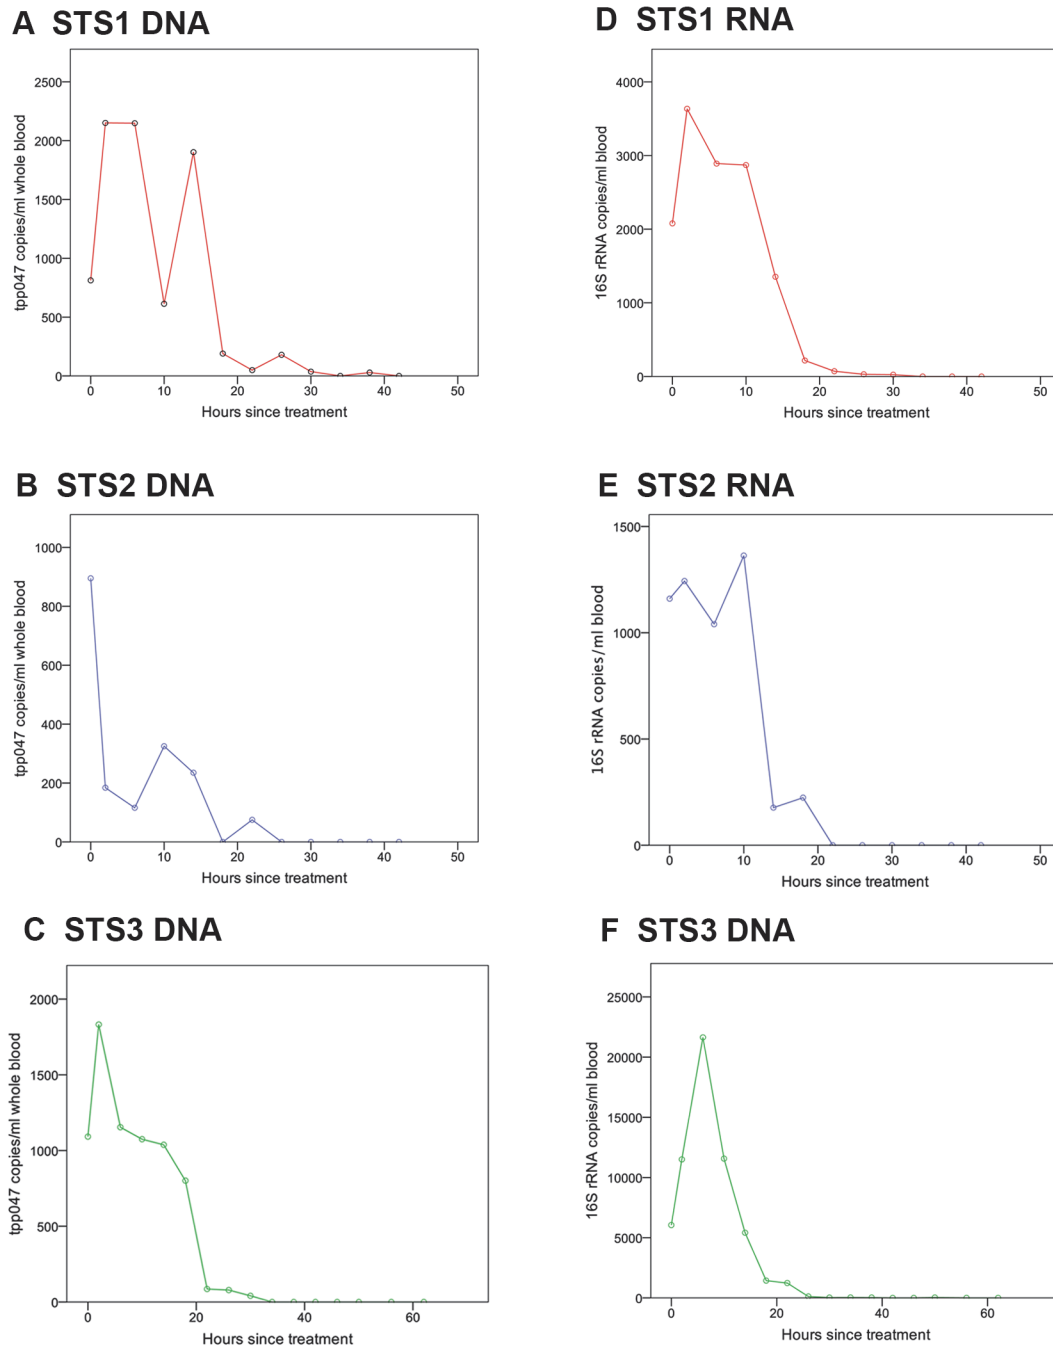 A STS1 DNA
tpp047 copies/ml whole blood
2500
2000
1500
1000
500
0
0 10 20 30 40 50
Hours since treatment
D STS1 RNA
16S rRNA copies/ml blood
4000
3000
2000
1000
0
0 10 20 30 40 50
Hours since treatment
B STS2 DNA
tpp047 copies/ml whole blood
1000
800
600
400
200
0
0 10 20 30 40 50
Hours since treatment
E STS2 RNA
16S rRNA copies/ml blood
1500
1000
500
0
0 10 20 30 40 50
Hours since treatment
C STS3 DNA
tpp047 copies/ml whole blood
2000
1500
1000
500
0
0 20 40 60
Hours since treatment
F STS3 DNA
16S rRNA copies/ml blood
25000
20000
15000
10000
5000
0
0 20 40 60
Hours since treatment